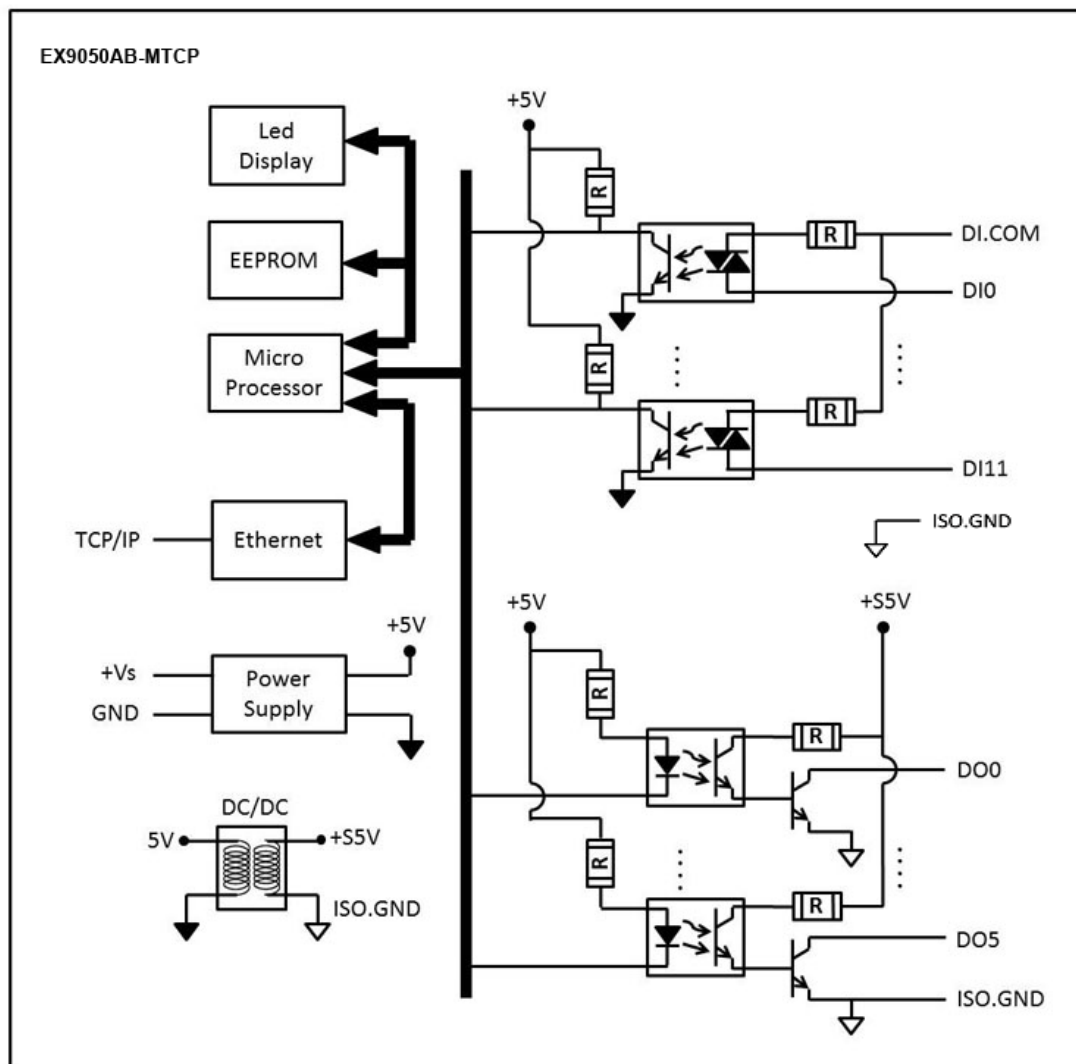 EX9050AB-MTCP
Led
Display
EEPROM
Micro
Processor
TCP/IP
Ethernet
+5V
+Vs
GND
Power
Supply
DC/DC
5V
+S5V
ISO.GND
+5V
R
R
DI.COM
R
DI0
R
DI11
ISO.GND
+5V
+S5V
R
R
DO0
R
R
DO5
ISO.GND